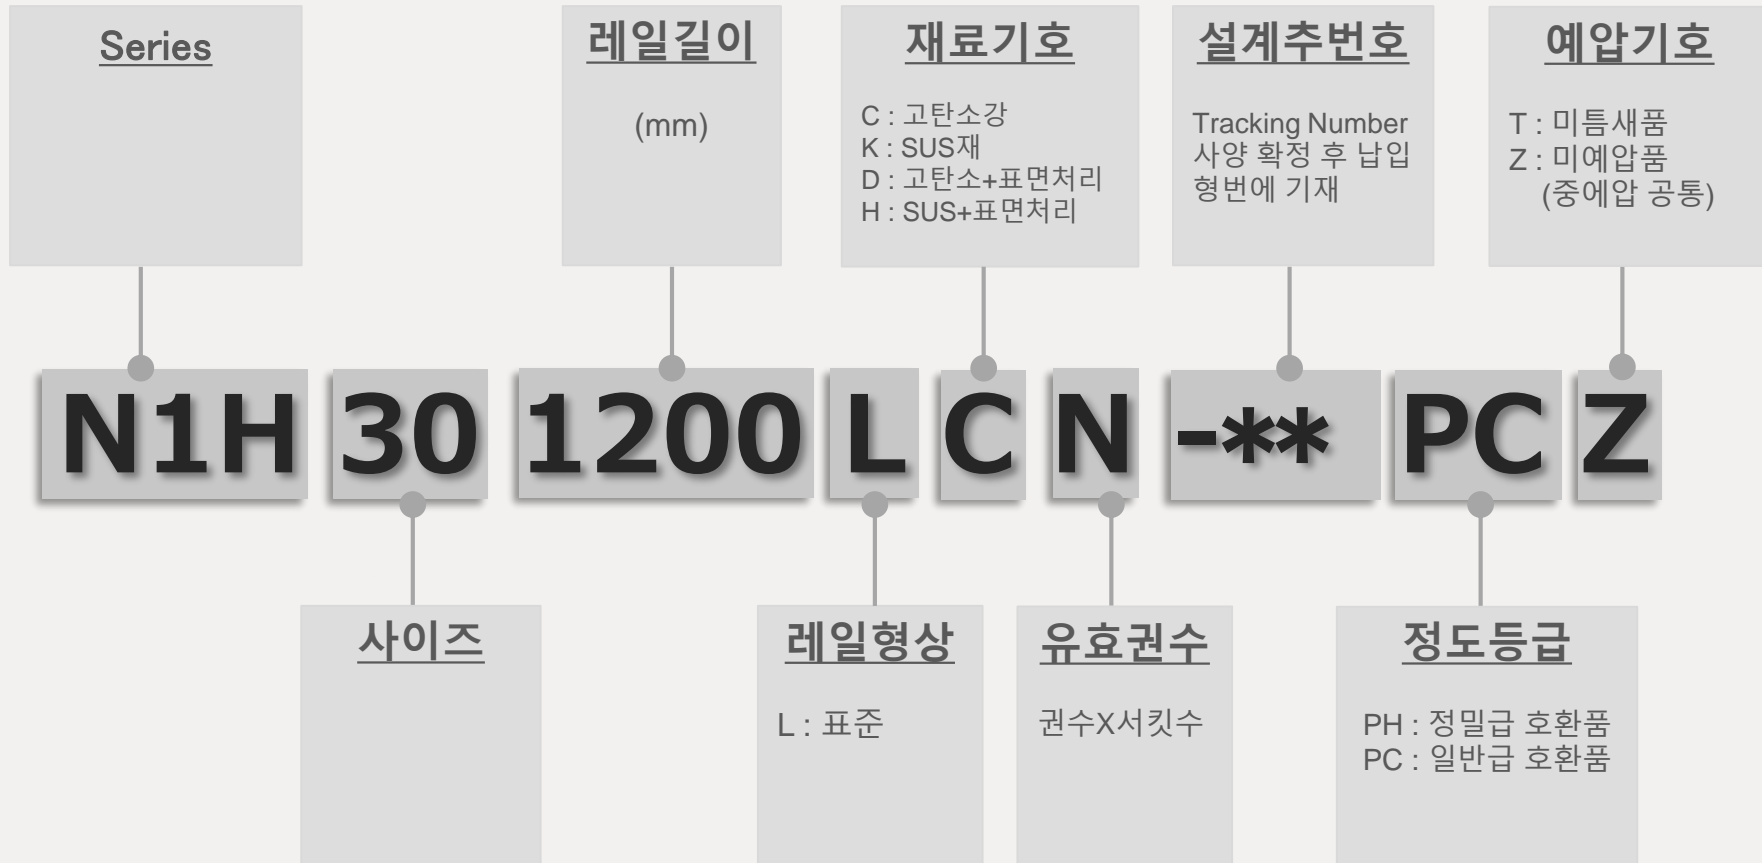 Series
레일길이
(mm)
재료기호
C : 고탄소강
K : SUS재
D : 고탄소+표면처리
H : SUS+표면처리
설계추번호
Tracking Number
사양 확정 후 납입
형번에 기재
예압기호
T : 미틈새품
Z : 미예압품
(중에압 공통)
N1H 30 1200 L C N -** PC Z
사이즈
레일형상
L : 표준
유효권수
권수X서킷수
정도등급
PH : 정밀급 호환품
PC : 일반급 호환품